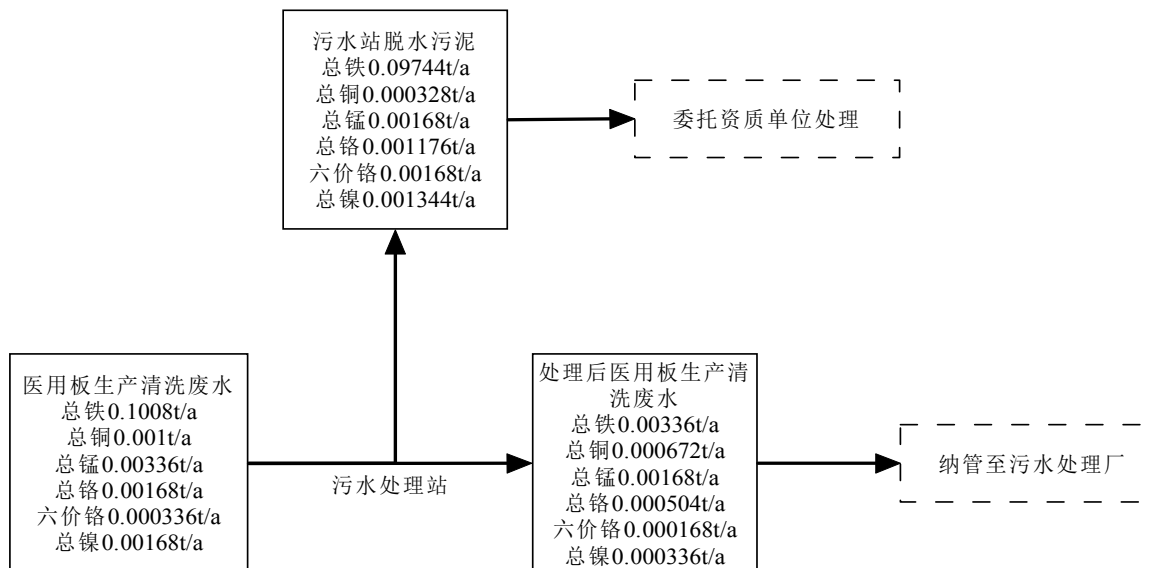 污水站脱水污泥
总铁0.09744t/a
总铜0.000328t/a
总锰0.00168t/a
总铬0.001176t/a
六价铬0.00168t/a
总镍0.001344t/a
委托资质单位处理
医用板生产清洗废水
总铁0.1008t/a
总铜0.001t/a
总锰0.00336t/a
总铬0.00168t/a
六价铬0.000336t/a
总镍0.00168t/a
污水处理站
处理后医用板生产清
洗废水
总铁0.00336t/a
总铜0.000672t/a
总锰0.00168t/a
总铬0.000504t/a
六价铬0.000168t/a
总镍0.000336t/a
纳管至污水处理厂